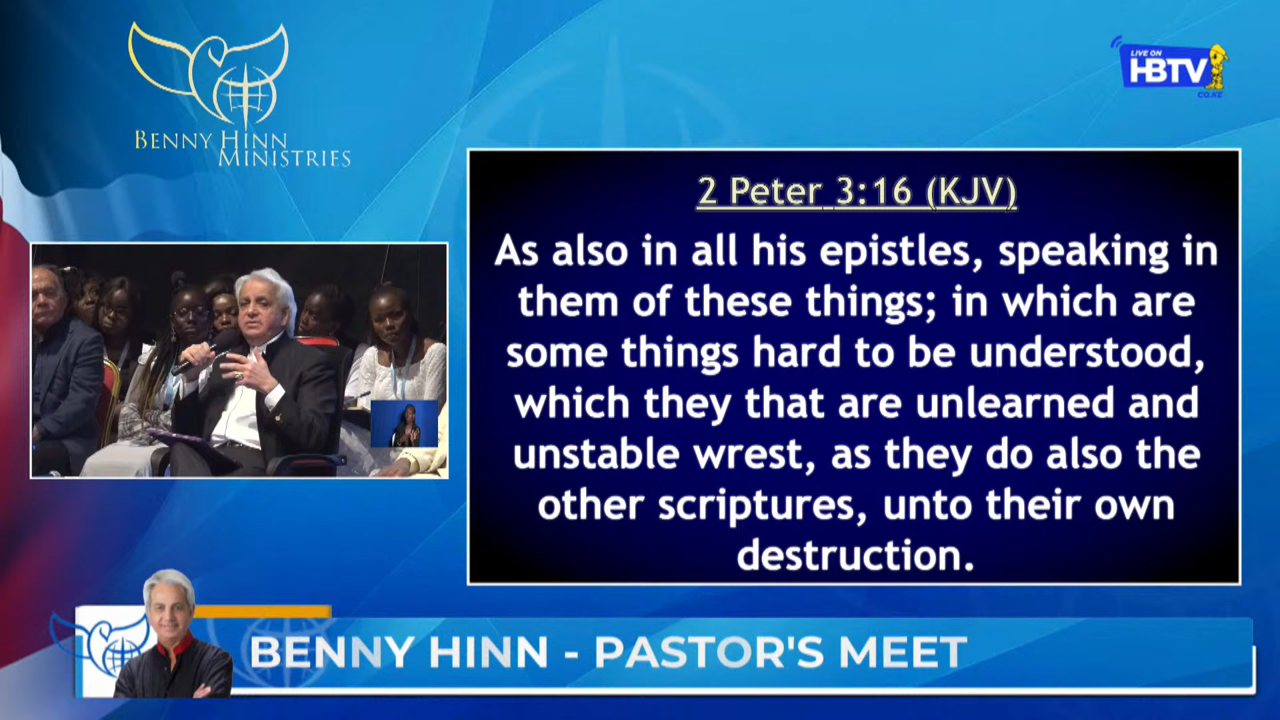 BENNY HINN
MINISTRIES
LIVE ON
HBTV
CO.KE
2 Peter 3:16 (KJV)
As also in all his epistles, speaking in
them of these things; in which are
some things hard to be understood,
which they that are unlearned and
unstable wrest, as they do also the
other scriptures, unto their own
destruction.
BENNY HINN - PASTOR'S MEET